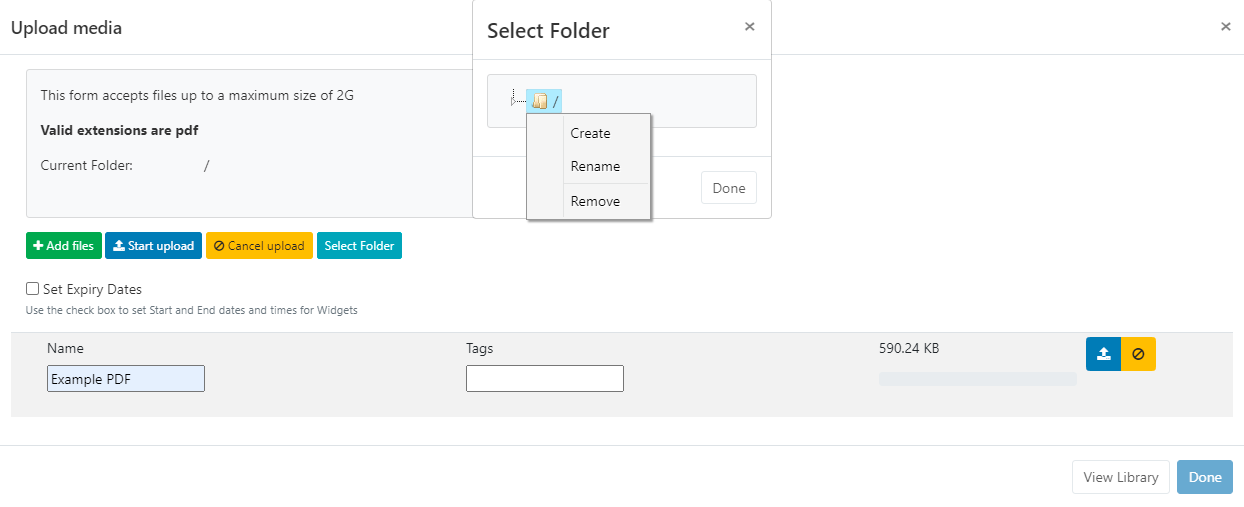 Upload media
×
Select Folder
×
/
Create
Rename
Remove
Done
This form accepts files up to a maximum size of 2G
Valid extensions are pdf
Current Folder: /
Add files
Start upload
Cancel upload
Select Folder
Set Expiry Dates
Use the check box to set Start and End dates and times for Widgets
Name
Tags
590.24 KB
Example PDF
View Library
Done